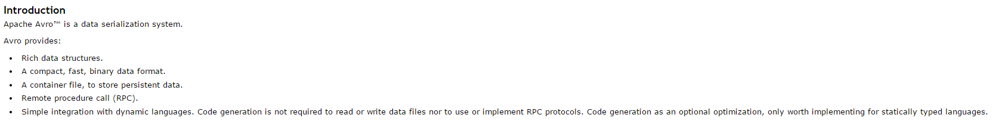 Introduction
Apache Avro™ is a data serialization system.
Avro provides:
• Rich data structures.
• A compact, fast, binary data format.
• A container file, to store persistent data.
• Remote procedure call (RPC).
• Simple integration with dynamic languages. Code generation is not required to read or write data files nor to use or implement RPC protocols. Code generation as an optional optimization, only worth implementing for statically typed languages.